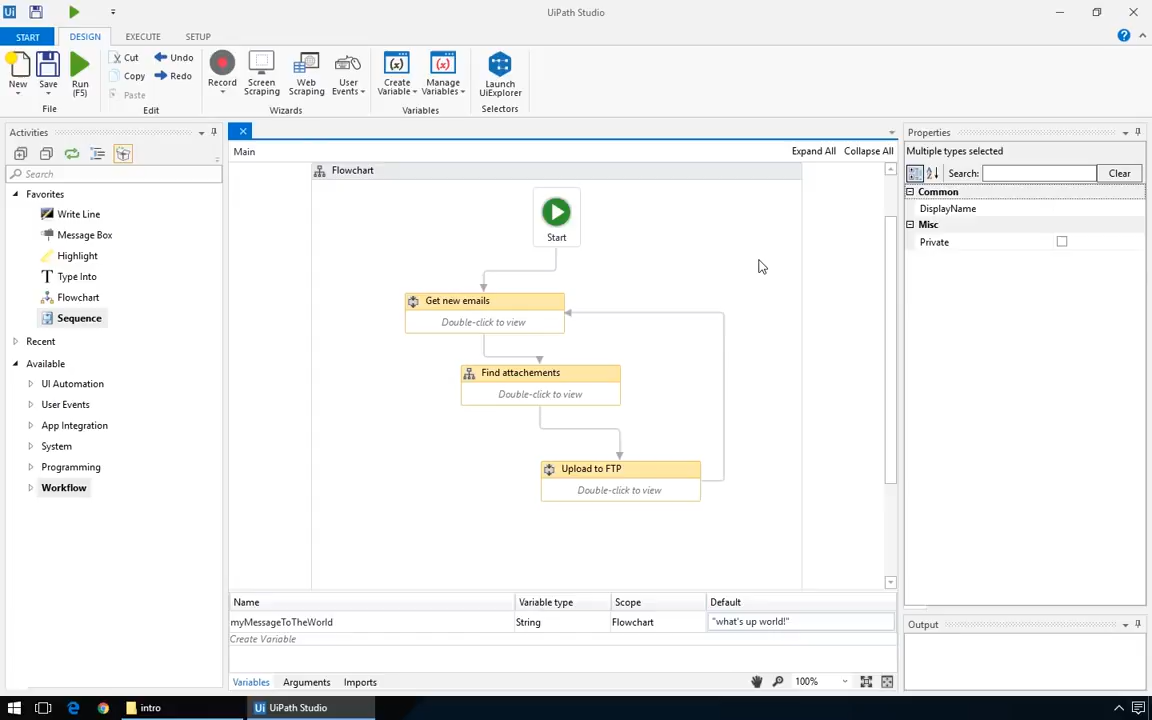 Ui
UiPath Studio
START DESIGN EXECUTE SETUP
New
Save
Run
(F5)
File
Cut
Copy
Paste
Undo
Redo
Edit
Record
Screen
Scraping
Web
Scraping
User
Events
Wizards
Create
Variable
Manage
Variables
Variables
Launch
UiExplorer
Selectors
Activities
Search
Favorites
Write Line
Message Box
Highlight
Type Into
Flowchart
Sequence
Recent
Available
UI Automation
User Events
App Integration
System
Programming
Workflow
Main
Expand All Collapse All
Flowchart
Start
Get new emails
Double-click to view
Find attachements
Double-click to view
Upload to FTP
Double-click to view
Name Variable type Scope Default
myMessageToTheWorld String Flowchart "what's up world!"
Create Variable
Variables Arguments Imports
100%
Properties
Multiple types selected
Search: Clear
Common
DisplayName
Misc
Private
Output
intro
Ui UiPath Studio